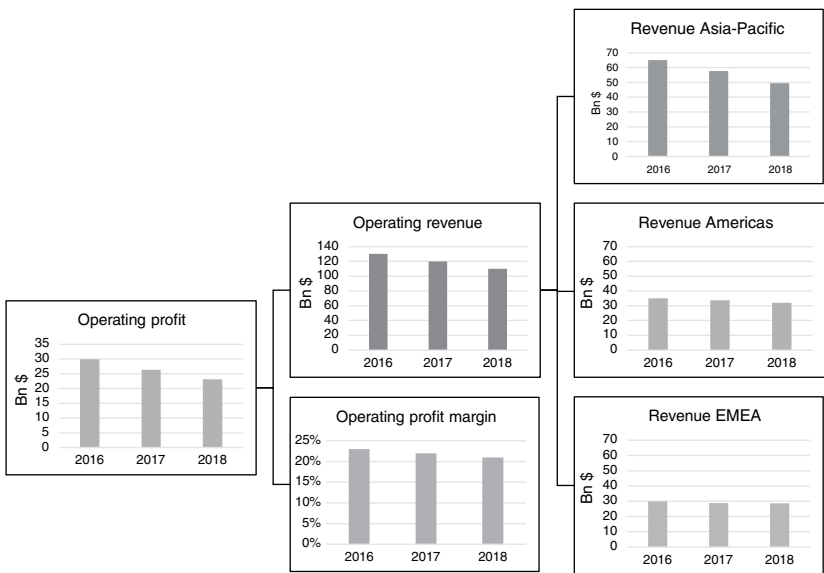 Revenue Asia-Pacific
Bn $
70
60
50
40
30
20
10
0
2016 2017 2018
Operating revenue
Bn $
140
120
100
80
60
40
20
0
2016 2017 2018
Revenue Americas
Bn $
70
60
50
40
30
20
10
0
2016 2017 2018
Operating profit
Bn $
35
30
25
20
15
10
5
0
2016 2017 2018
Operating profit margin
25%
20%
15%
10%
5%
0%
2016 2017 2018
Revenue EMEA
Bn $
70
60
50
40
30
20
10
0
2016 2017 2018